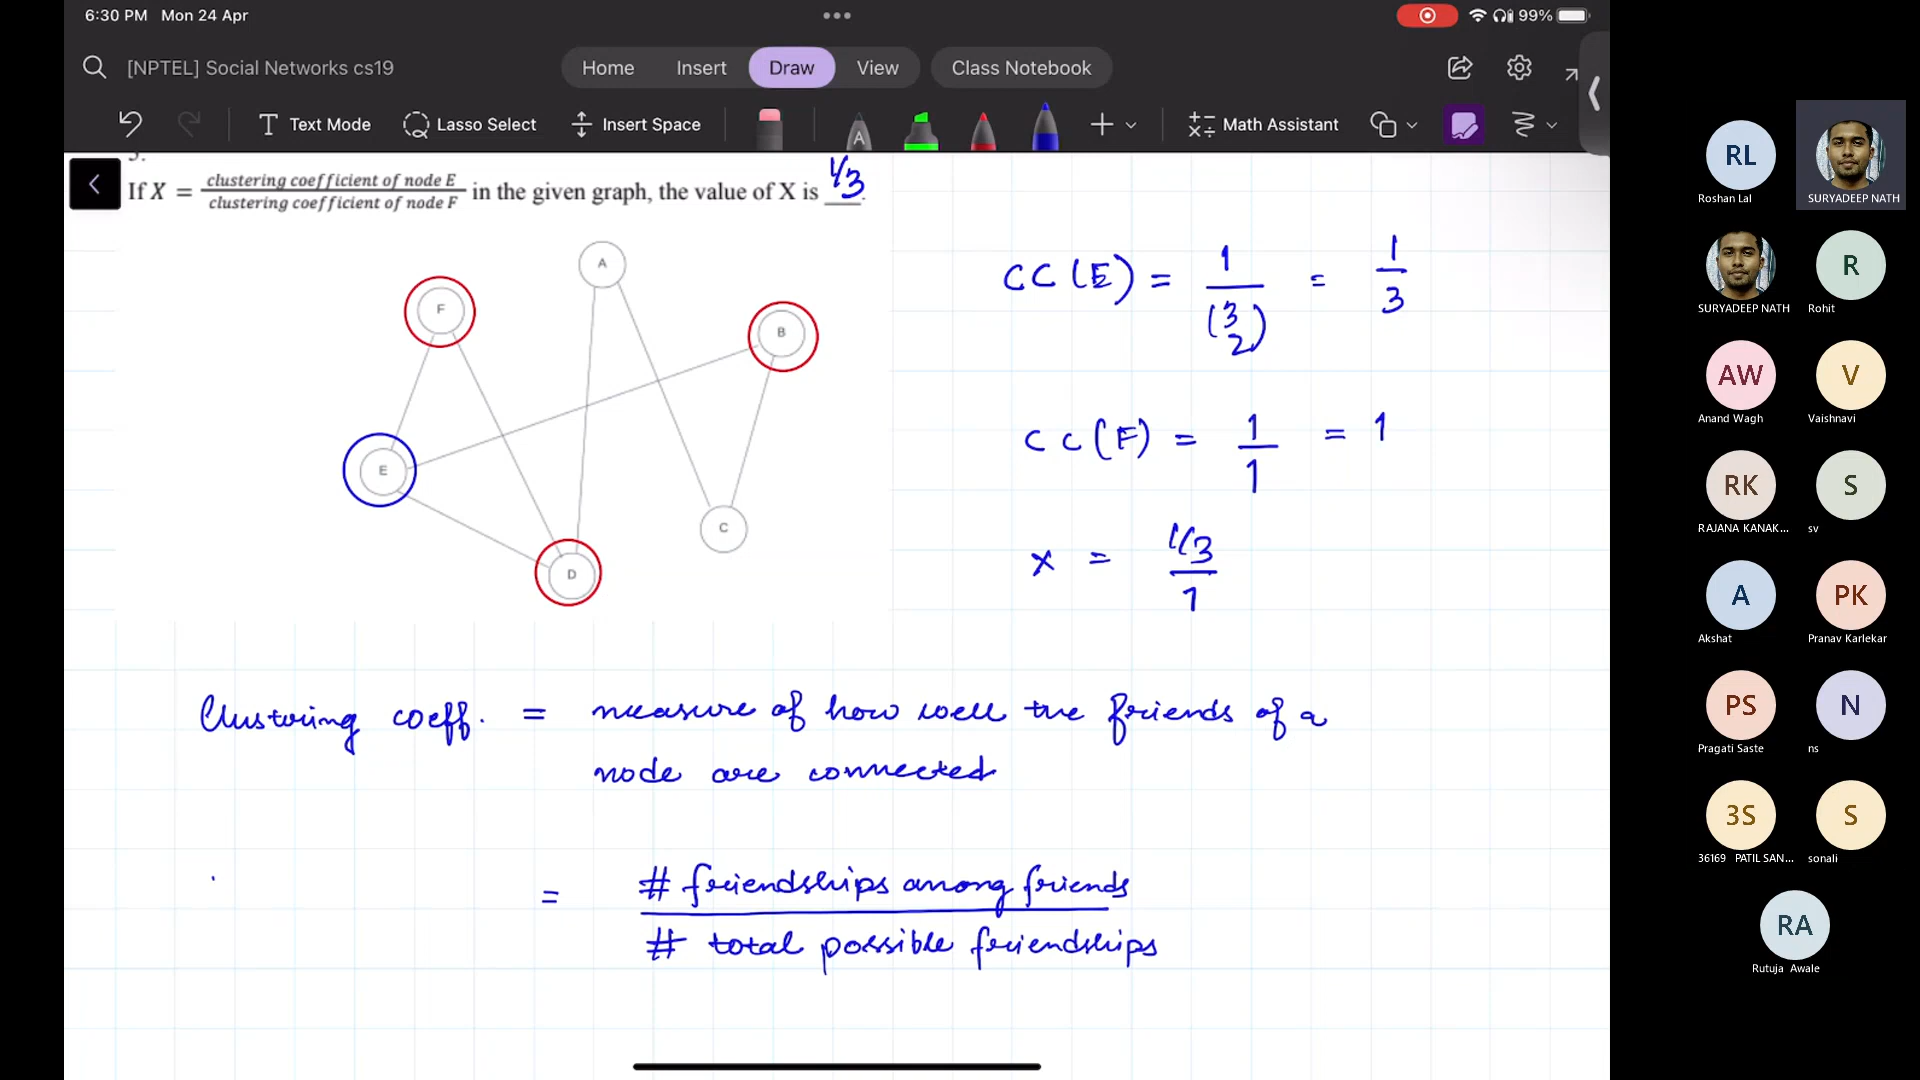 6:30 PM Mon 24 Apr
99%
[NPTEL] Social Networks cs19
Home Insert Draw View Class Notebook
Text Mode Lasso Select Insert Space A Math Assistant
If X = clustering coefficient of node E / clustering coefficient of node F in the given graph, the value of X is 1/3.
A
F
B
E
C
D
CC(E) = 1 / (3 2) = 1/3
CC(F) = 1/1 = 1
x = 1/3 / 1
Clustering coeff. = measure of how well the friends of a
node are connected
= # friendships among friends
# total possible friendships
RL
Roshan Lal
SURYADEEP NATH
SURYADEEP NATH
R
Rohit
AW
Anand Wagh
V
Vaishnavi
RK
RAJANA KANAK...
S
sv
A
Akshat
PK
Pranav Karlekar
PS
Pragati Saste
N
ns
3S
36169 PATIL SAN...
S
sonali
RA
Rutuja Awale